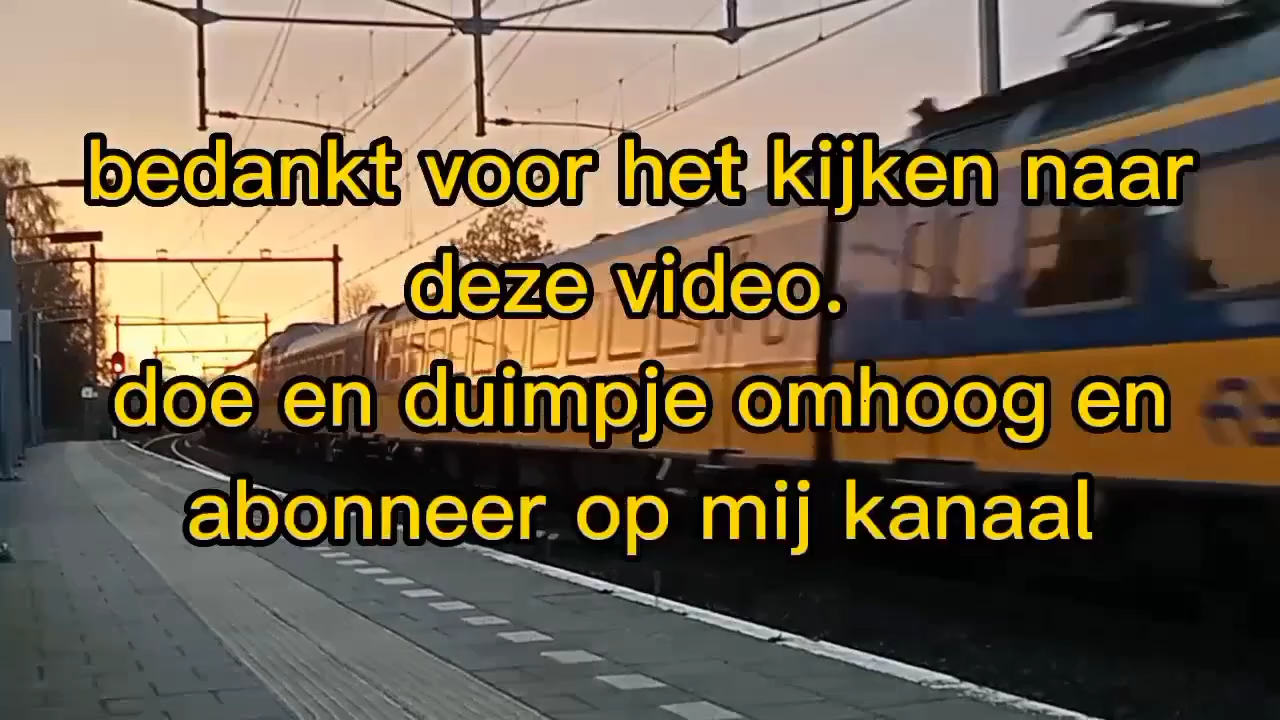 bedankt voor het kijken naar
deze video.
doe en duimpje omhoog en
abonneer op mij kanaal